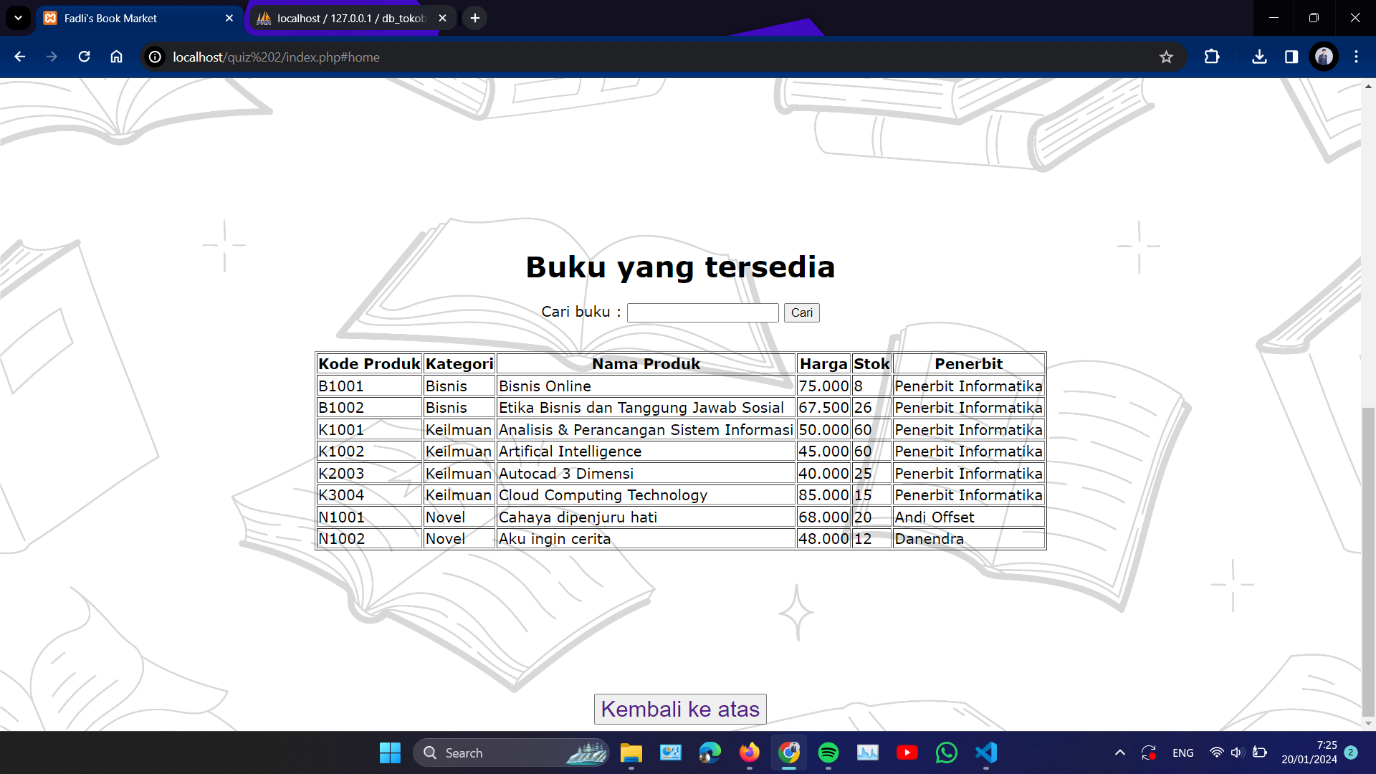 Fadli's Book Market
localhost / 127.0.0.1 / db_tokob
localhost/quiz%202/index.php#home
Buku yang tersedia
Cari buku : Cari
Kode Produk Kategori Nama Produk Harga Stok Penerbit
B1001 Bisnis Bisnis Online 75.000 8 Penerbit Informatika
B1002 Bisnis Etika Bisnis dan Tanggung Jawab Sosial 67.500 26 Penerbit Informatika
K1001 Keilmuan Analisis & Perancangan Sistem Informasi 50.000 60 Penerbit Informatika
K1002 Keilmuan Artifical Intelligence 45.000 60 Penerbit Informatika
K2003 Keilmuan Autocad 3 Dimensi 40.000 25 Penerbit Informatika
K3004 Keilmuan Cloud Computing Technology 85.000 15 Penerbit Informatika
N1001 Novel Cahaya dipenjuru hati 68.000 20 Andi Offset
N1002 Novel Aku ingin cerita 48.000 12 Danendra
Kembali ke atas
Search
ENG
7:25
20/01/2024
2